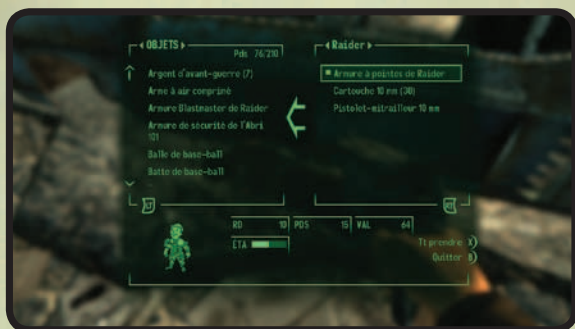 OBJETS
Pds 76/210
Argent d'avant-guerre (7)
Arme à air comprimé
Armure Blastmaster de Raider
Armure de sécurité de l'Abri
101
Balle de base-ball
Batte de base-ball
Raider
Armure à pointes de Raider
Cartouche 10 mm (30)
Pistolet-mitrailleur 10 mm
LT
RT
RD 10
PDS 15
VAL 64
ETA
Tt prendre X)
Quitter B)